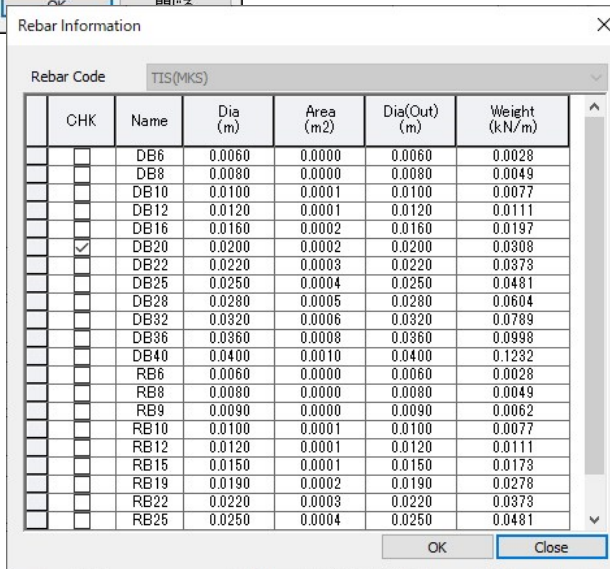 Rebar Information
Rebar Code TIS(MKS)
CHK Name Dia (m) Area (m2) Dia(Out) (m) Weight (kN/m)
DB6 0.0060 0.0000 0.0060 0.0028
DB8 0.0080 0.0000 0.0080 0.0049
DB10 0.0100 0.0001 0.0100 0.0077
DB12 0.0120 0.0001 0.0120 0.0111
DB16 0.0160 0.0002 0.0160 0.0197
DB20 0.0200 0.0002 0.0200 0.0308
DB22 0.0220 0.0003 0.0220 0.0373
DB25 0.0250 0.0004 0.0250 0.0481
DB28 0.0280 0.0005 0.0280 0.0604
DB32 0.0320 0.0006 0.0320 0.0789
DB36 0.0360 0.0008 0.0360 0.0998
DB40 0.0400 0.0010 0.0400 0.1232
RB6 0.0060 0.0000 0.0060 0.0028
RB8 0.0080 0.0000 0.0080 0.0049
RB9 0.0090 0.0000 0.0090 0.0062
RB10 0.0100 0.0001 0.0100 0.0077
RB12 0.0120 0.0001 0.0120 0.0111
RB15 0.0150 0.0001 0.0150 0.0173
RB19 0.0190 0.0002 0.0190 0.0278
RB22 0.0220 0.0003 0.0220 0.0373
RB25 0.0250 0.0004 0.0250 0.0481
OK Close